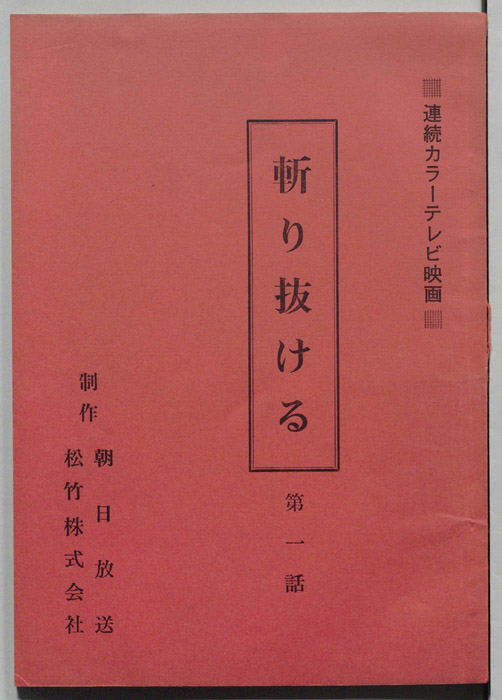 連続カラーテレビ映画
斬り抜ける
第一話
制作
朝日放送
松竹株式会社